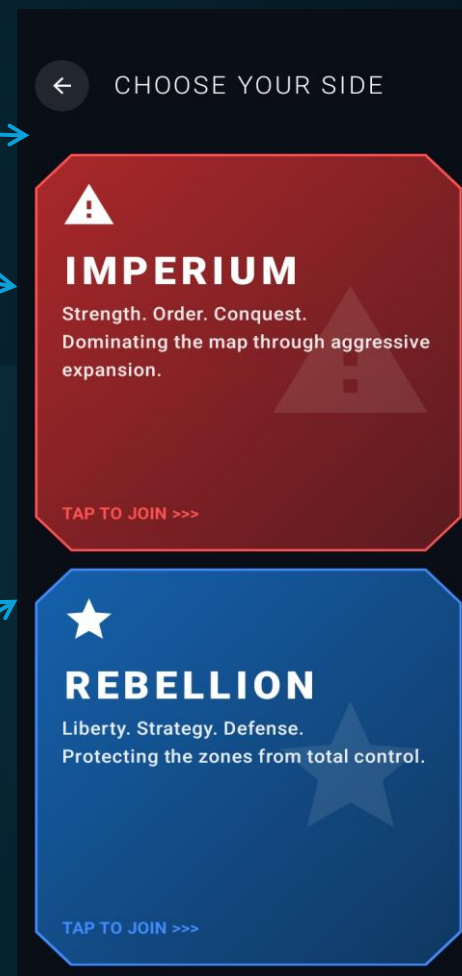 CHOOSE YOUR SIDE
IMPERIUM
Strength. Order. Conquest.
Dominating the map through aggressive
expansion.
TAP TO JOIN >>>
REBELLION
Liberty. Strategy. Defense.
Protecting the zones from total control.
TAP TO JOIN >>>